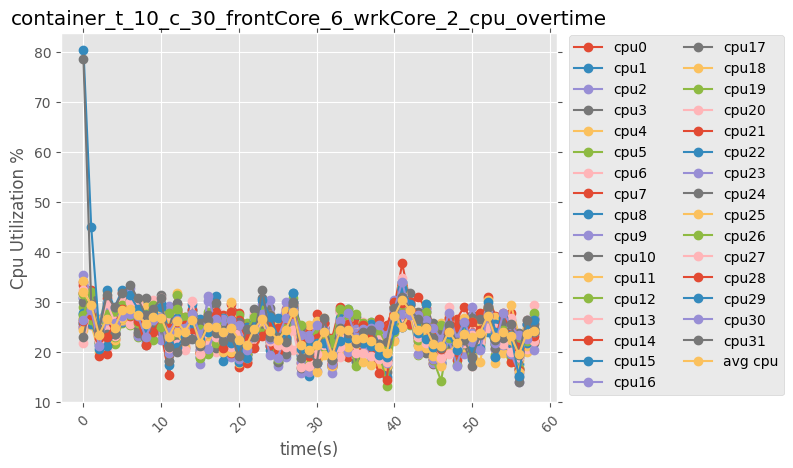 container_t_10_c_30_frontCore_6_wrkCore_2_cpu_overtime
Cpu Utilization %
80
70
60
50
40
30
20
10
0
10
20
30
40
50
60
time(s)
cpu0
cpu1
cpu2
cpu3
cpu4
cpu5
cpu6
cpu7
cpu8
cpu9
cpu10
cpu11
cpu12
cpu13
cpu14
cpu15
cpu16
cpu17
cpu18
cpu19
cpu20
cpu21
cpu22
cpu23
cpu24
cpu25
cpu26
cpu27
cpu28
cpu29
cpu30
cpu31
avg cpu